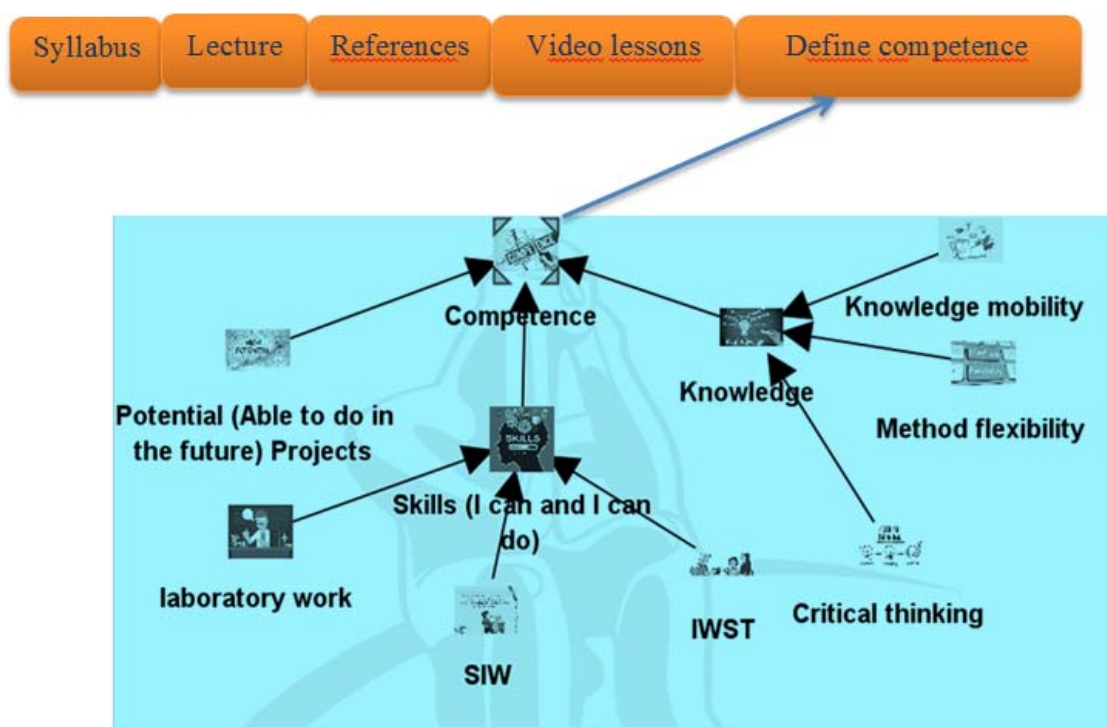 Syllabus
Lecture
References
Video lessons
Define competence
Competence
Knowledge mobility
Knowledge
Method flexibility
Potential (Able to do in
the future) Projects
SKILLS
Skills (I can and I can
do)
laboratory work
SIW
IWST
Critical thinking